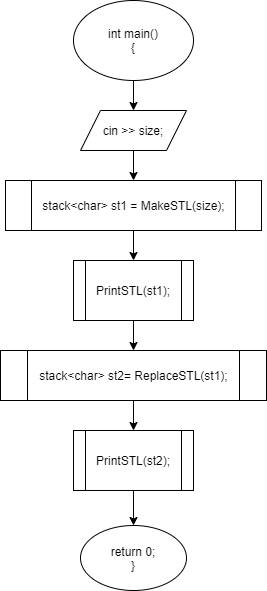 int main()
{
cin >> size;
stack<char> st1 = MakeSTL(size);
PrintSTL(st1);
stack<char> st2= ReplaceSTL(st1);
PrintSTL(st2);
return 0;
}